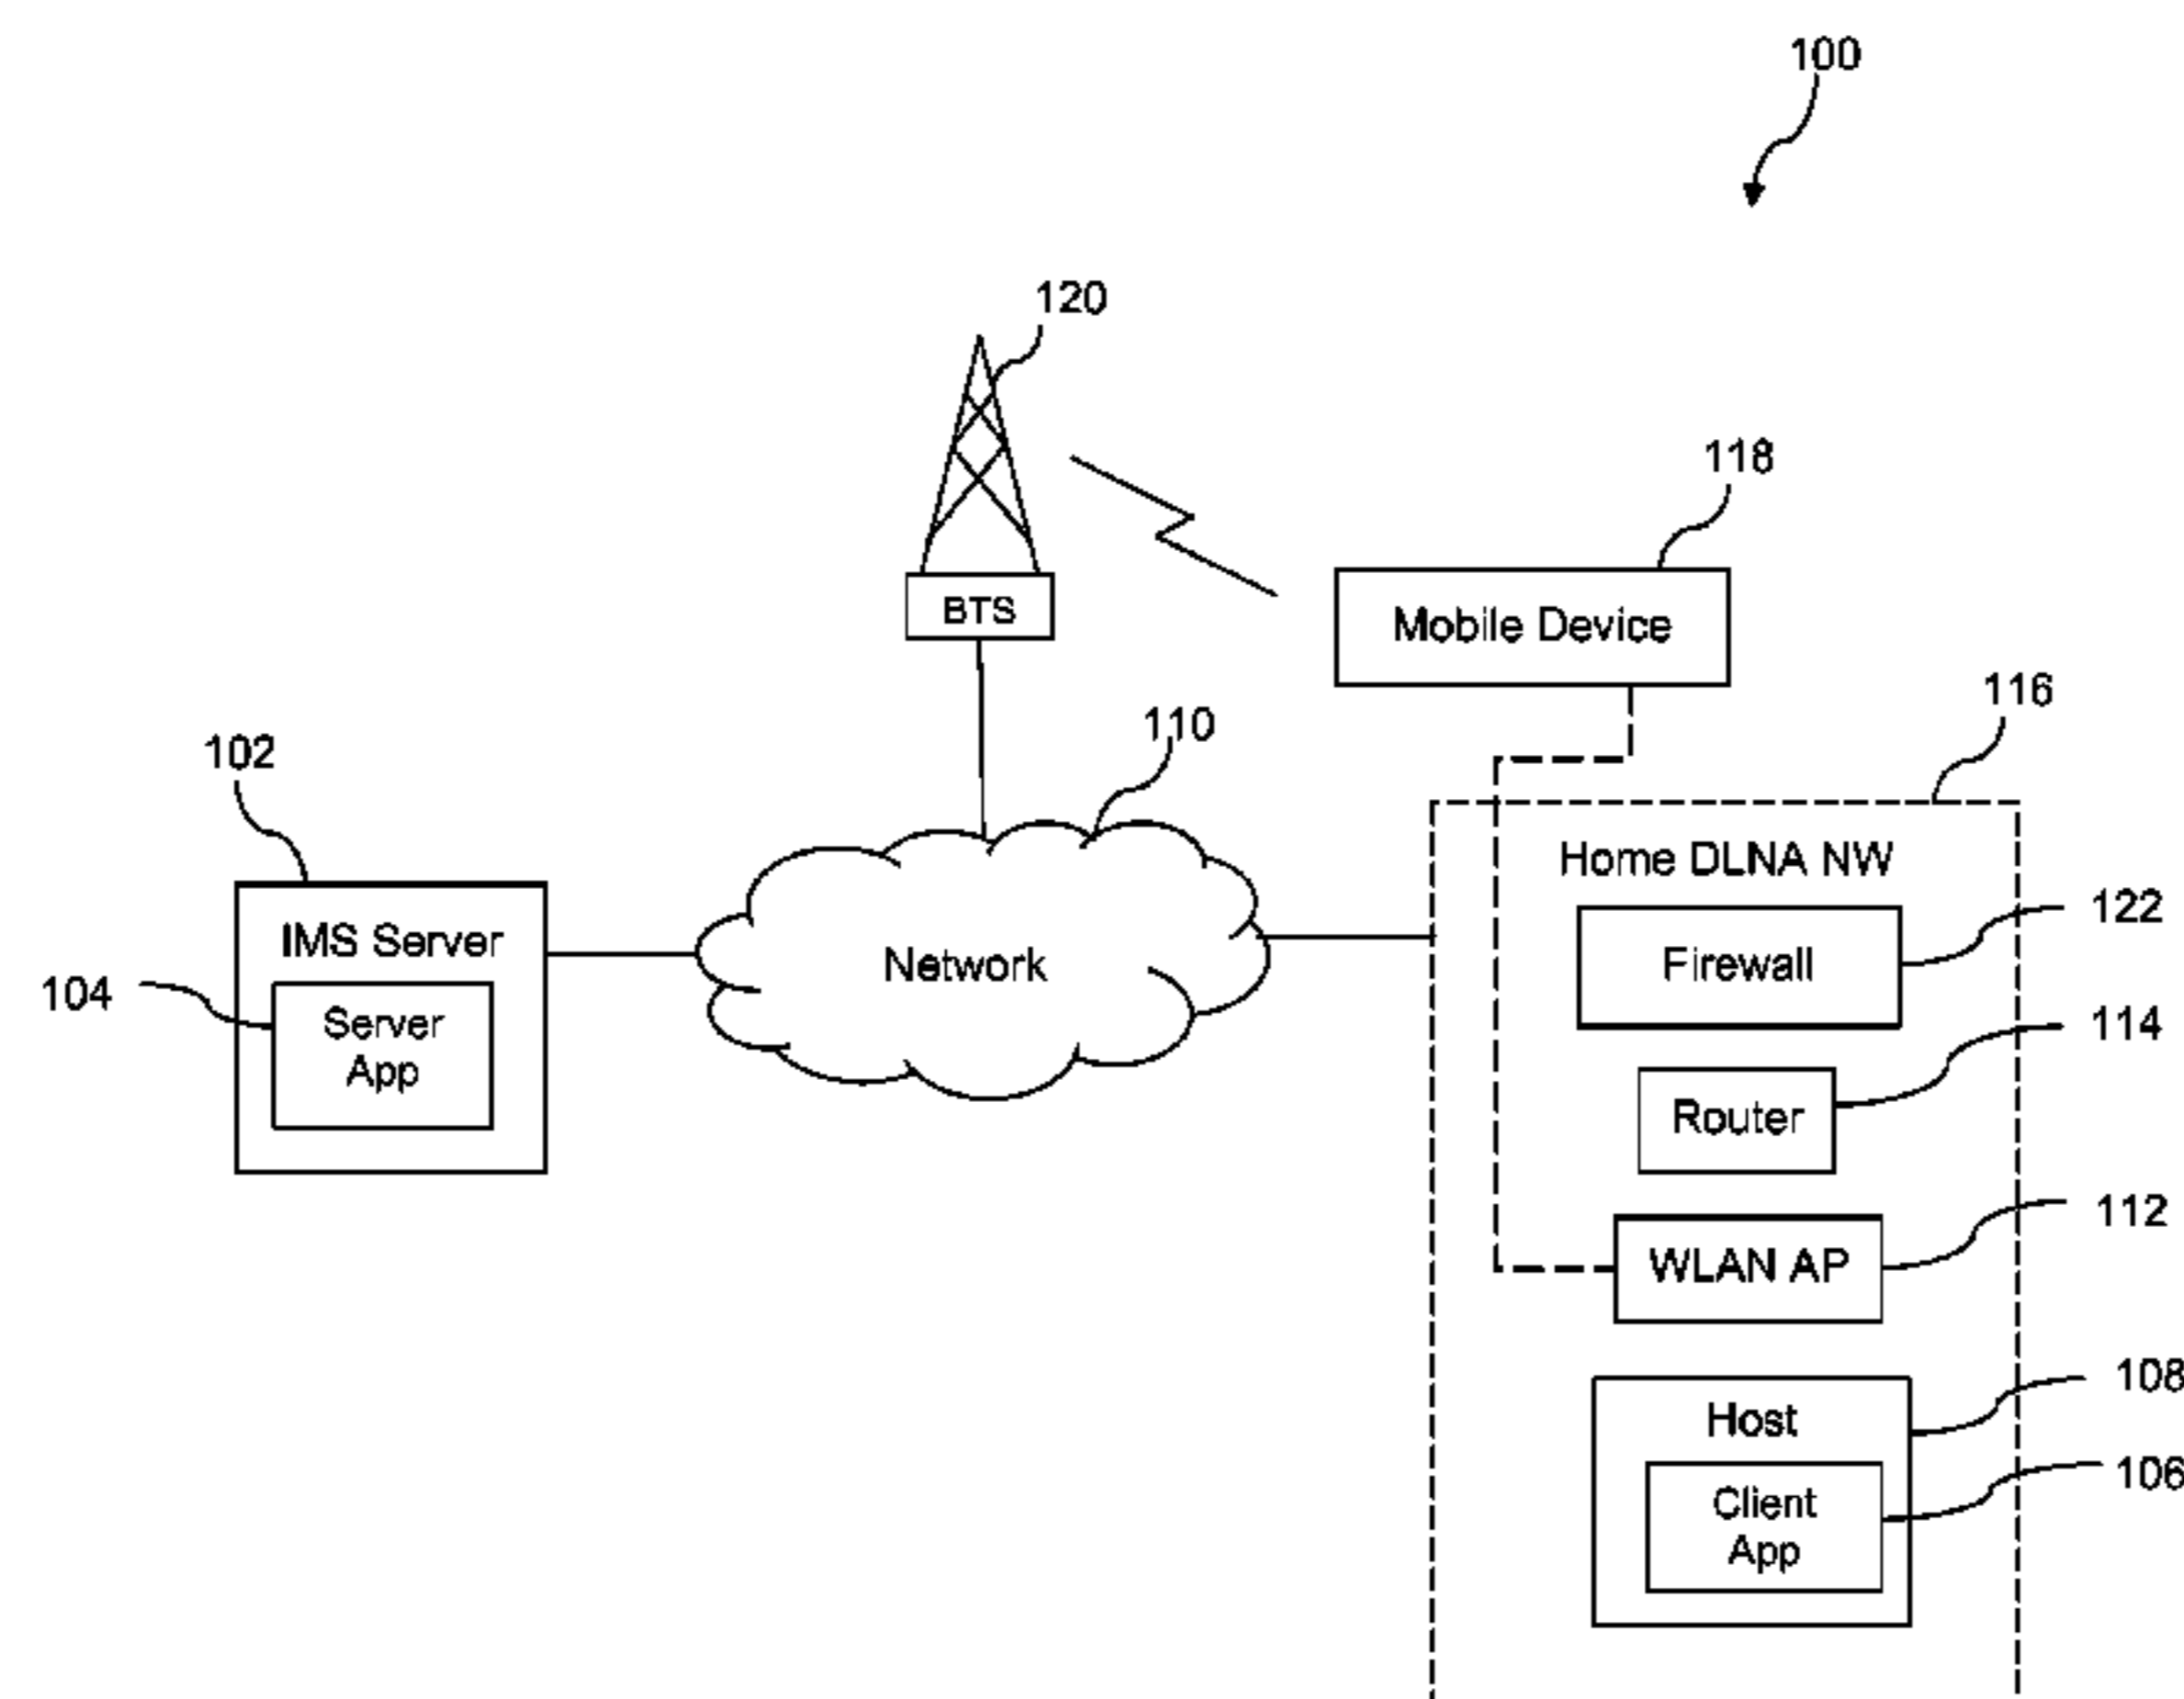 100
120
BTS
118
Mobile Device
116
110
102
IMS Server
104
Server
App
Network
Home DLNA NW
Firewall
122
Router
114
WLAN AP
112
Host
108
Client
App
106